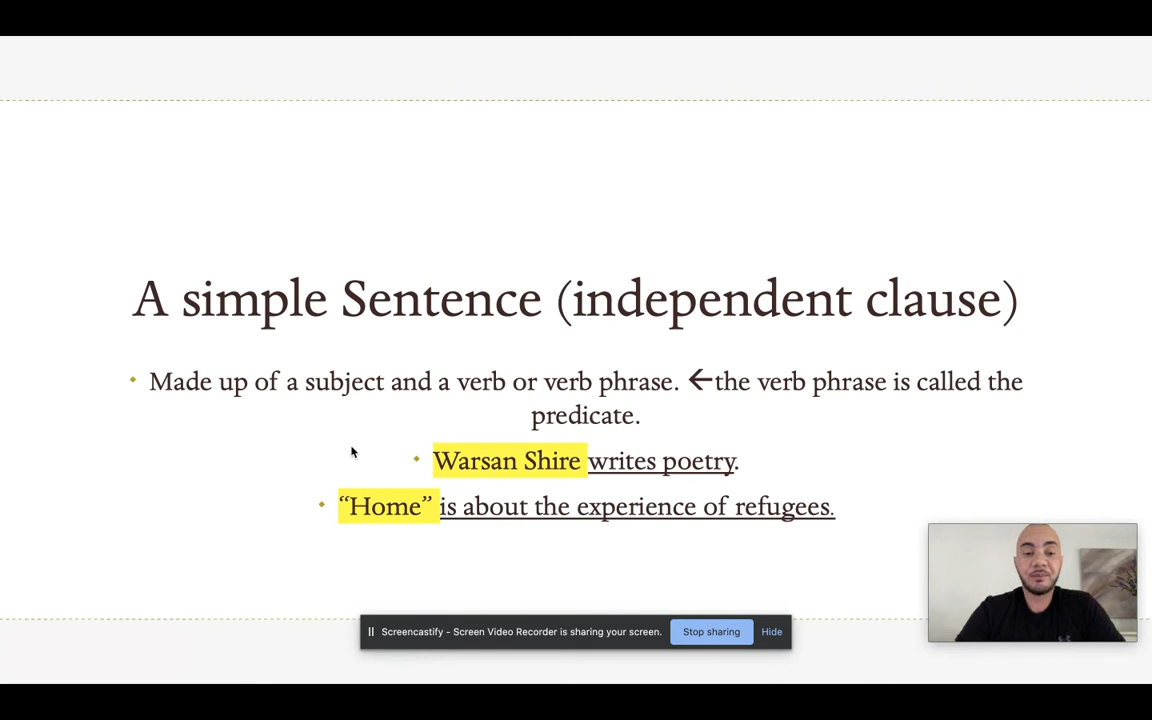 A simple Sentence (independent clause)
Made up of a subject and a verb or verb phrase. ←the verb phrase is called the
predicate.
Warsan Shire writes poetry.
“Home” is about the experience of refugees.
Screencastify - Screen Video Recorder is sharing your screen. Stop sharing Hide